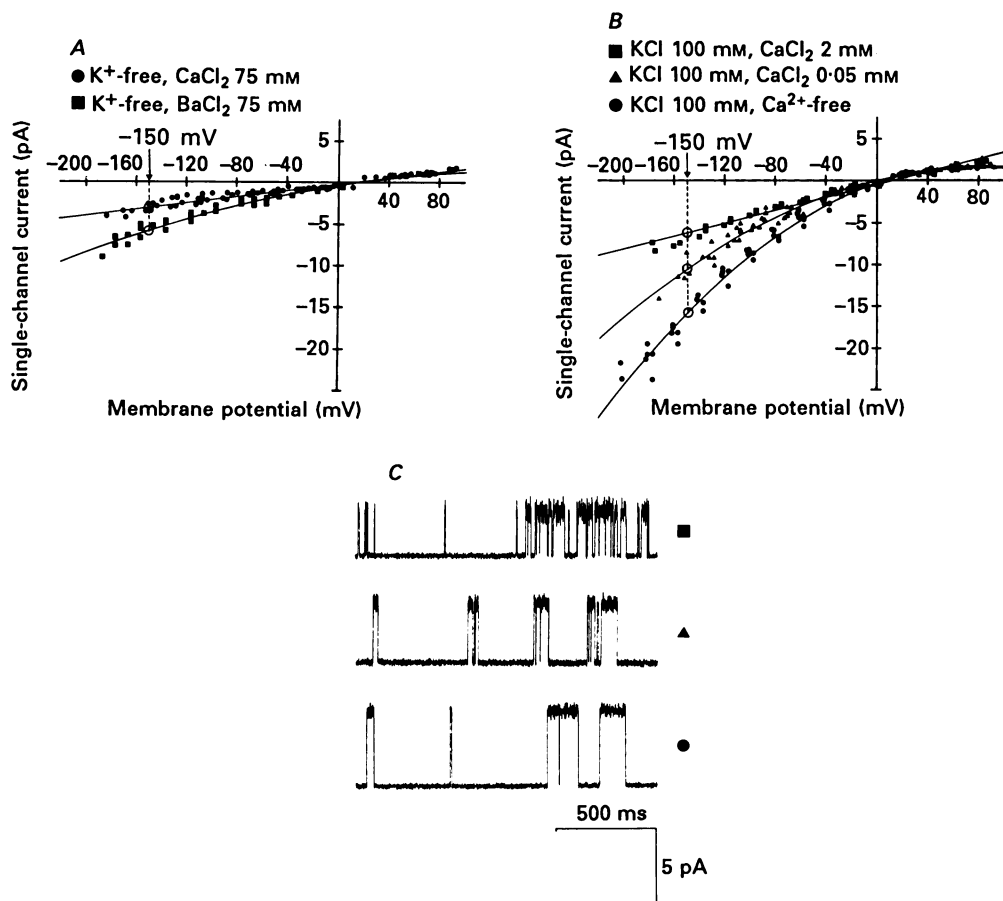 A
● K⁺-free, CaCl₂ 75 mM
■ K⁺-free, BaCl₂ 75 mM
−150 mV
−200 −160 −120 −80 −40
40 80
5
−5
−10
−15
−20
Single-channel current (pA)
Membrane potential (mV)
B
■ KCl 100 mM, CaCl₂ 2 mM
▲ KCl 100 mM, CaCl₂ 0·05 mM
● KCl 100 mM, Ca²⁺-free
−150 mV
−200 −160 −120 −80 −40
40 80
5
−5
−10
−15
−20
Single-channel current (pA)
Membrane potential (mV)
C
■
▲
●
500 ms
5 pA